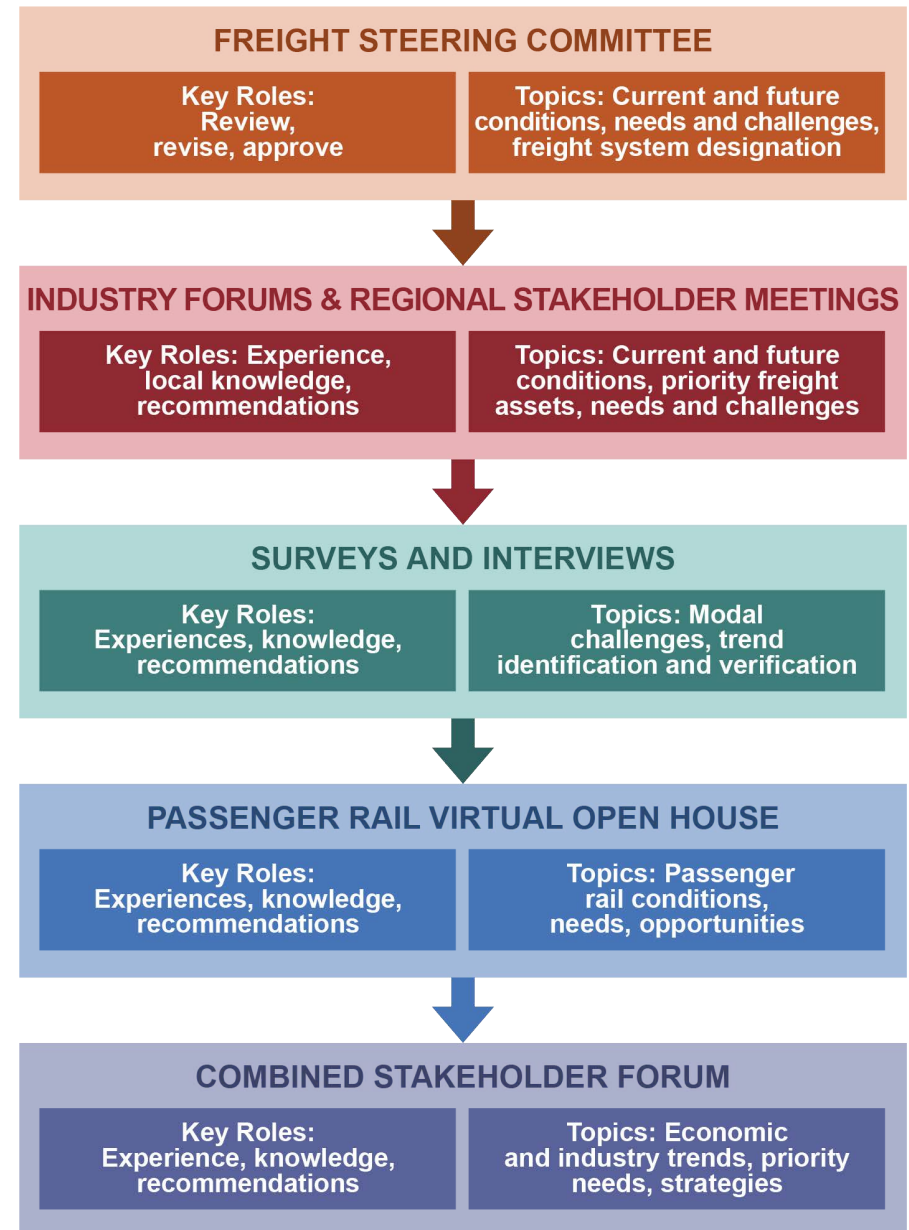 FREIGHT STEERING COMMITTEE
Key Roles:
Review,
revise, approve
Topics: Current and future
conditions, needs and challenges,
freight system designation
INDUSTRY FORUMS & REGIONAL STAKEHOLDER MEETINGS
Key Roles: Experience,
local knowledge,
recommendations
Topics: Current and future
conditions, priority freight
assets, needs and challenges
SURVEYS AND INTERVIEWS
Key Roles:
Experiences, knowledge,
recommendations
Topics: Modal
challenges, trend
identification and verification
PASSENGER RAIL VIRTUAL OPEN HOUSE
Key Roles:
Experiences, knowledge,
recommendations
Topics: Passenger
rail conditions,
needs, opportunities
COMBINED STAKEHOLDER FORUM
Key Roles:
Experience, knowledge,
recommendations
Topics: Economic
and industry trends, priority
needs, strategies